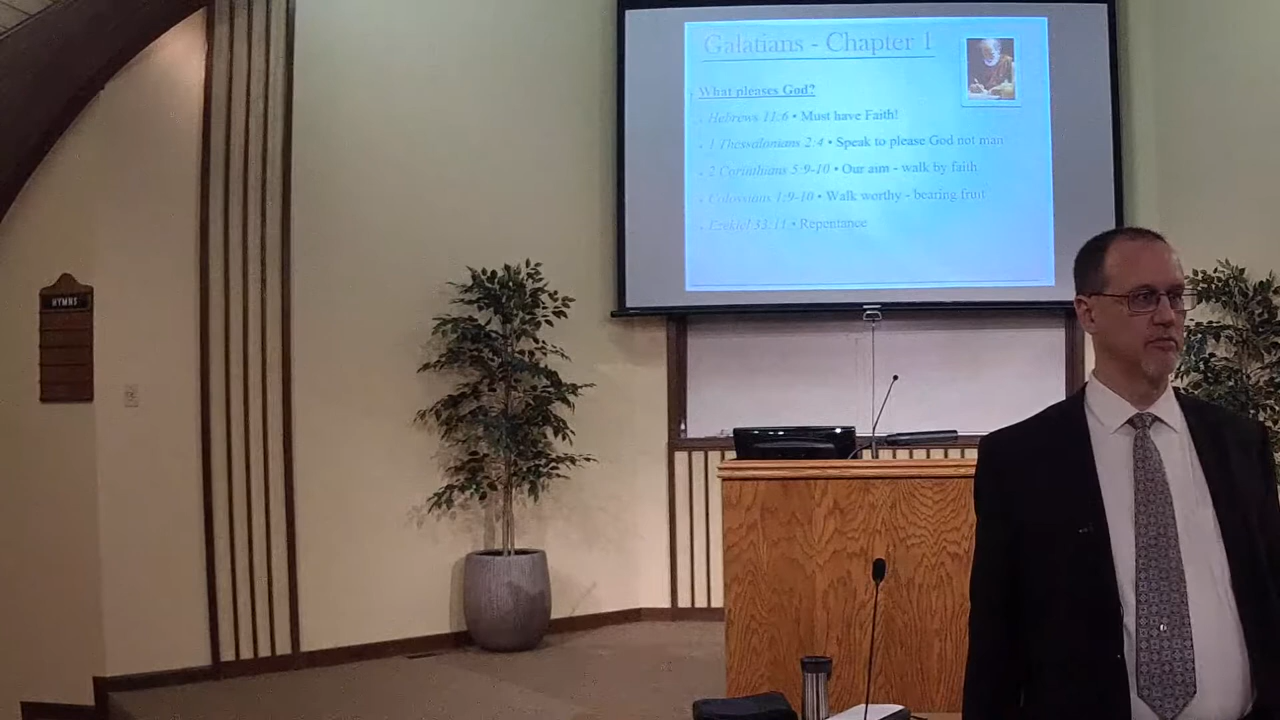 Galatians - Chapter 1
What pleases God?
• Hebrews 11:6 • Must have Faith!
• 1 Thessalonians 2:4 • Speak to please God not man
• 2 Corinthians 5:9-10 • Our aim - walk by faith
• Colossians 1:9-10 • Walk worthy - bearing fruit
• Ezekiel 33:11 • Repentance
HYMNS